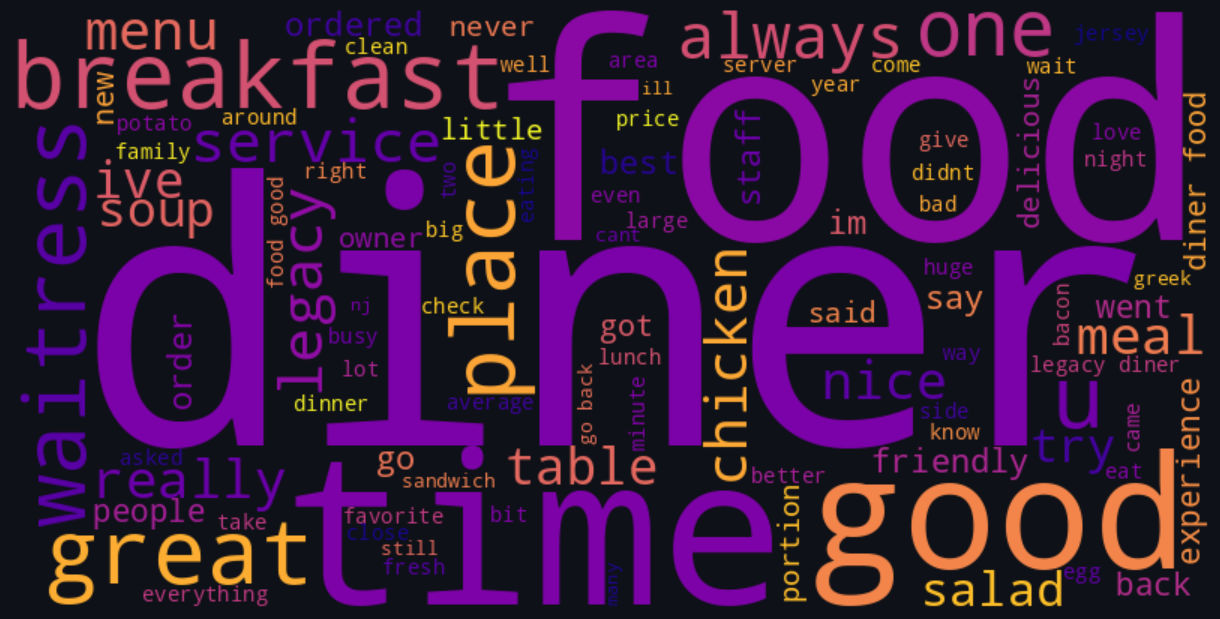 menu
ordered
never
always
one
jersey
breakfast
clean
well
food
area
server
come
wait
new
ill
year
potato
around
service
little
price
staff
delicious
diner food
family
love
night
give
didnt
bad
best
right
two
eating
place
even
large
cant
im
waitress
ive
soup
food good
legacy
owner
big
diner
huge
greek
nj
check
busy
lot
dinner
order
average
got
lunch
go back
minute
chicken
said
say
way
nice
side
know
bacon
went
meal
legacy diner
u
try
came
experience
asked
really
people
take
great
everything
go
sandwich
table
time
favorite
close
still
fresh
bit
many
better
friendly
eat
portion
good
salad
egg
back